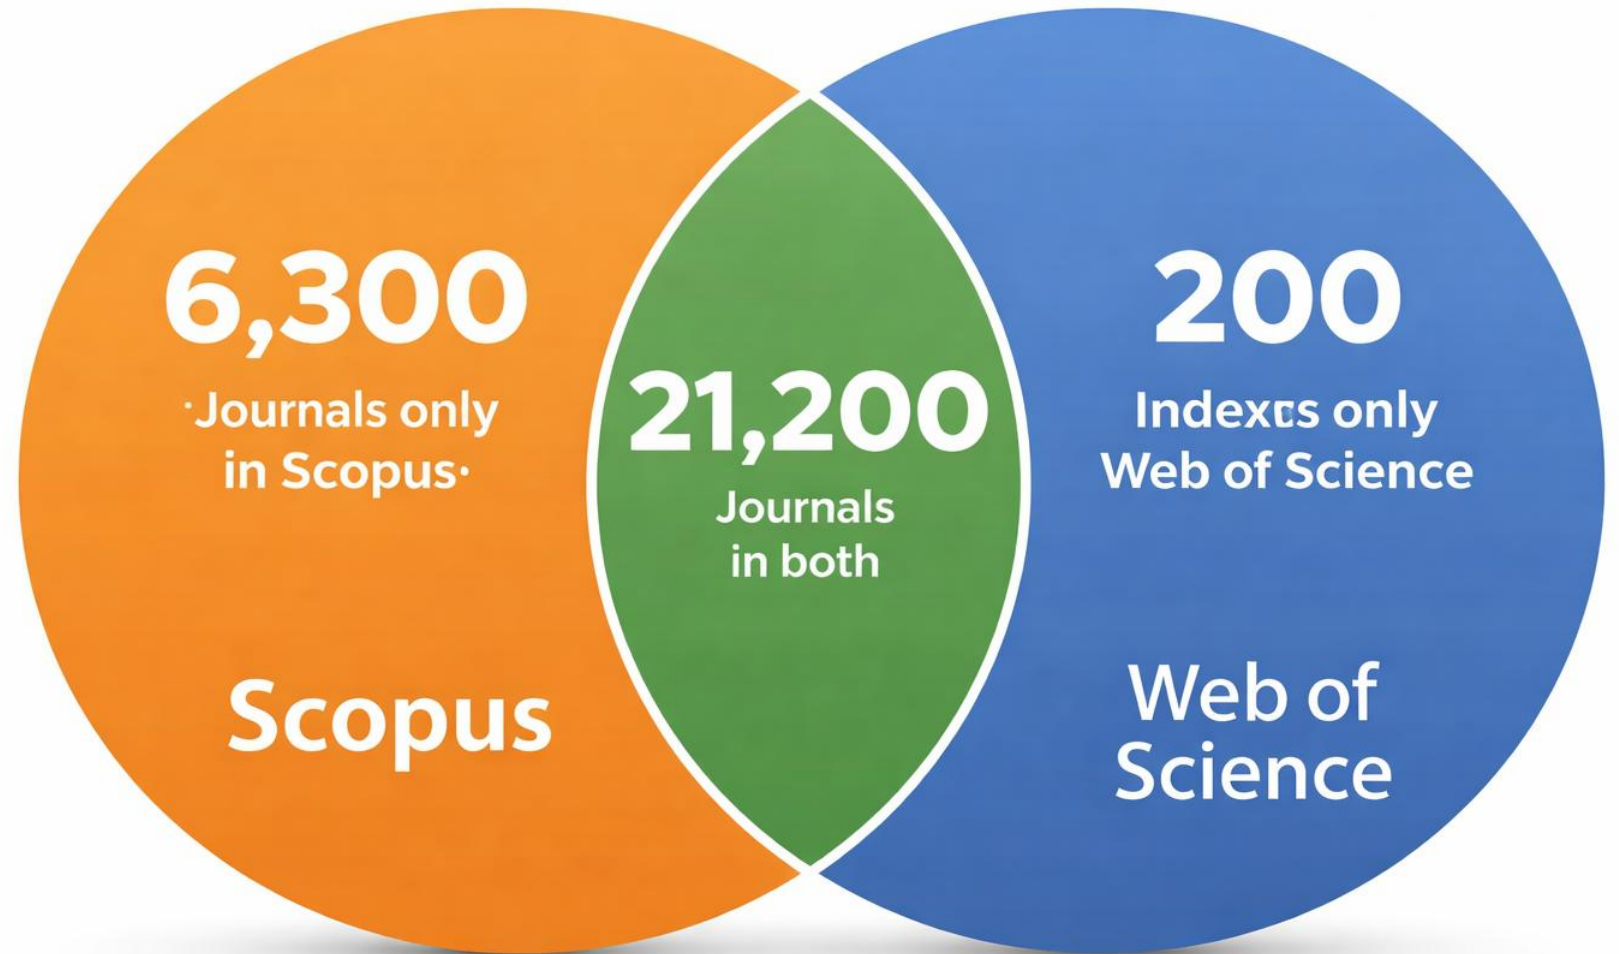 6,300
·Journals only
in Scopus·
Scopus
21,200
Journals
in both
200
only
Web of Science
Web of
Science